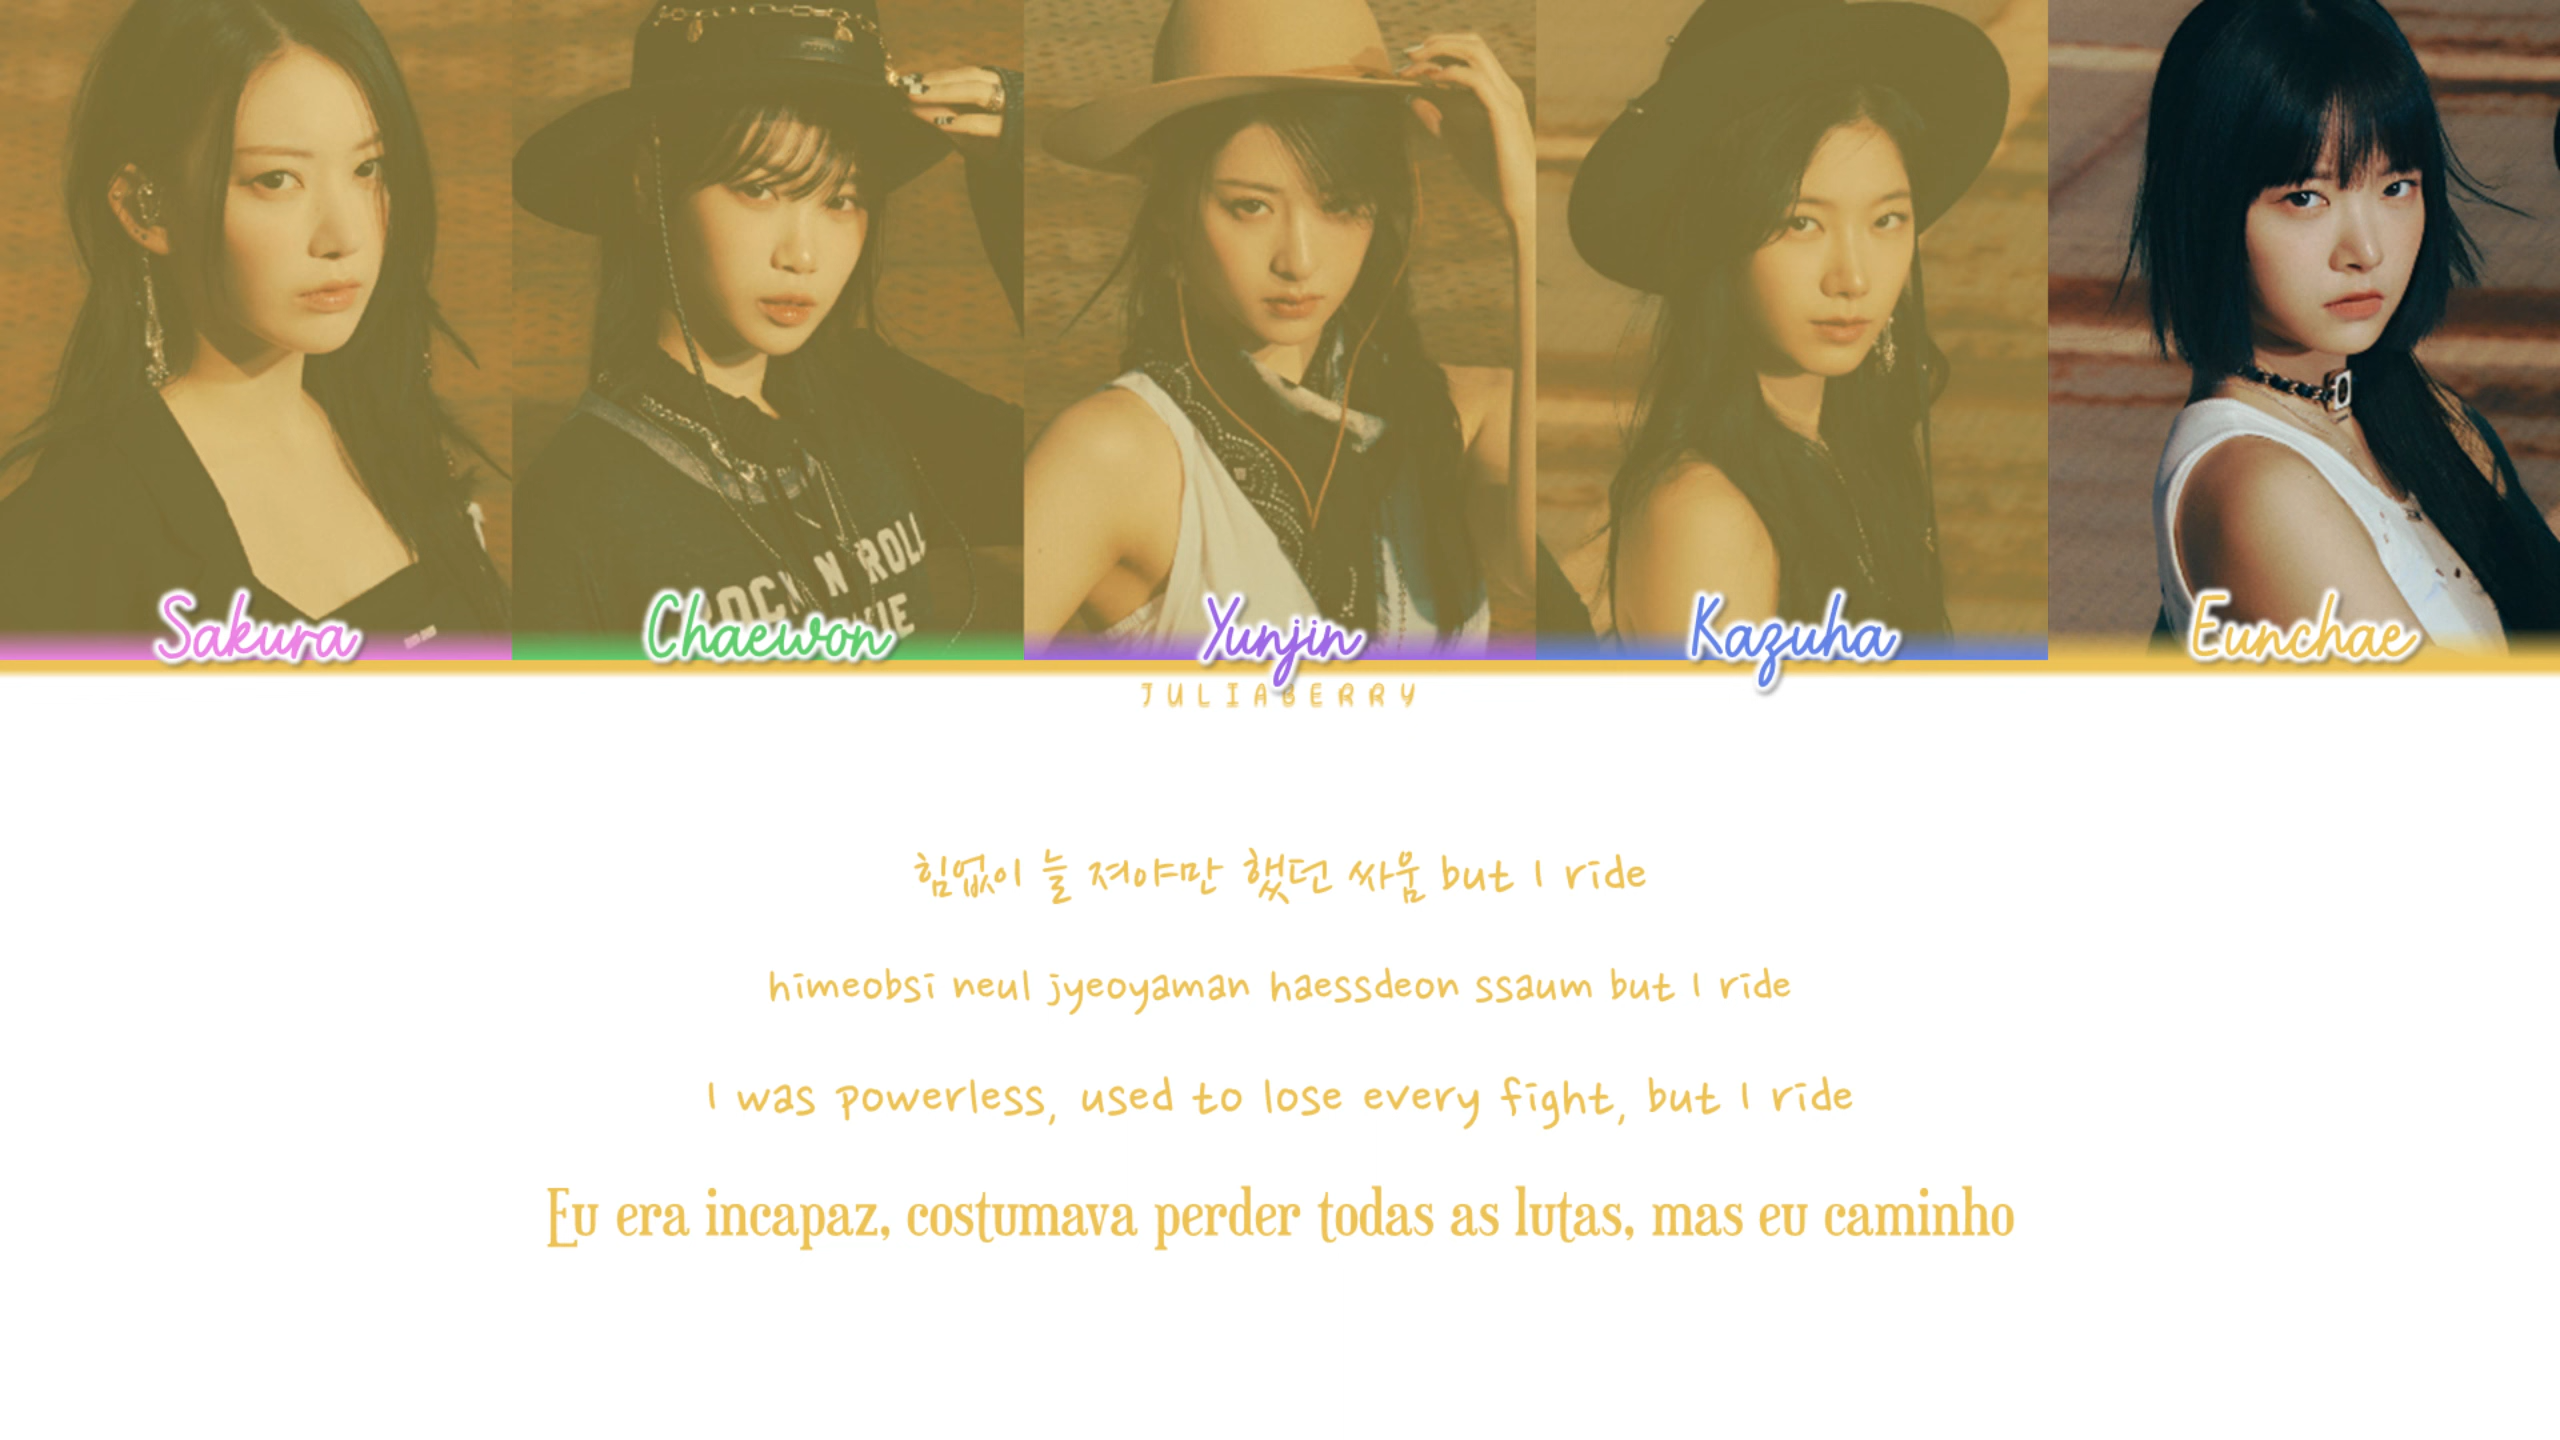 ROCK N ROLL
Sakura
Chaewon
Yunjin
Kazuha
Eunchae
JULIABERRY
힘없이 늘 져야만 했던 싸움 but I ride
himeobsi neul jyeoyaman haessdeon ssaum but I ride
I was powerless, used to lose every fight, but I ride
Eu era incapaz, costumava perder todas as lutas, mas eu caminho